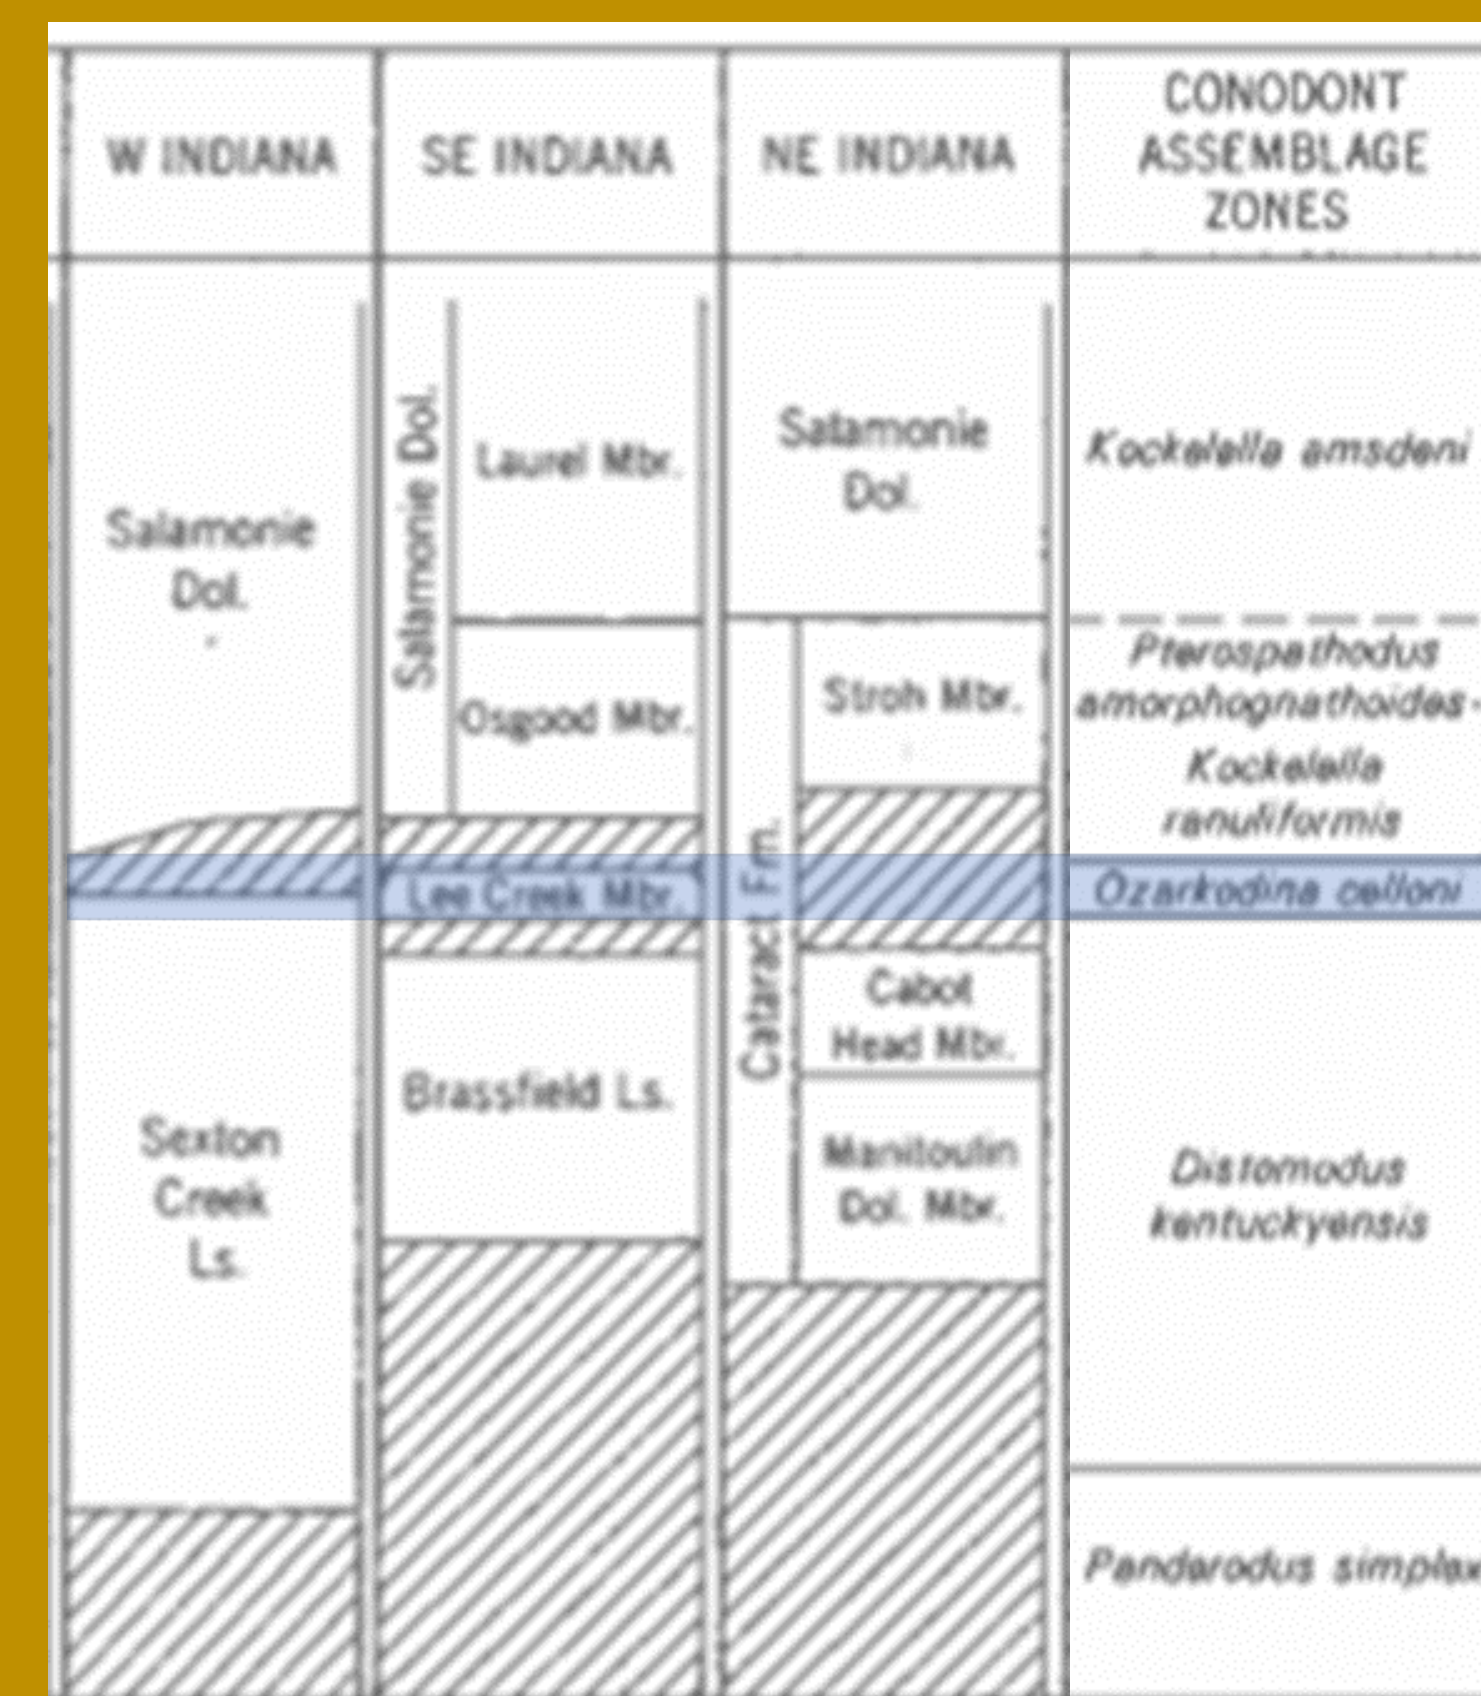 W INDIANA
SE INDIANA
NE INDIANA
CONODONT
ASSEMBLAGE
ZONES
Salamonie
Dol.
Sexton
Creek
Ls.
Salamonie Dol.
Laurel Mbr.
Osgood Mbr.
Lee Creek Mbr.
Brassfield Ls.
Salamonie
Dol.
Cataract Fm.
Stroh Mbr.
Cabot
Head Mbr.
Manitoulin
Dol. Mbr.
Kockelella amsdeni
Pterospathodus
amorphognathoides-
Kockelella
ranuliformis
Ozarkodina celloni
Distomodus
kentuckyensis
Panderodus simplex